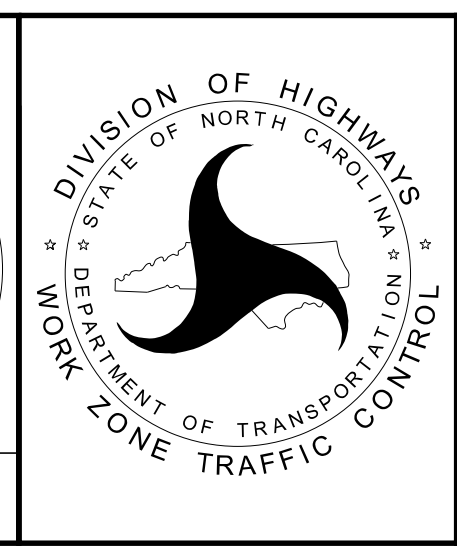 DIVISION OF HIGHWAYS
STATE OF NORTH CAROLINA
DEPARTMENT OF TRANSPORTATION
WORK ZONE TRAFFIC CONTROL